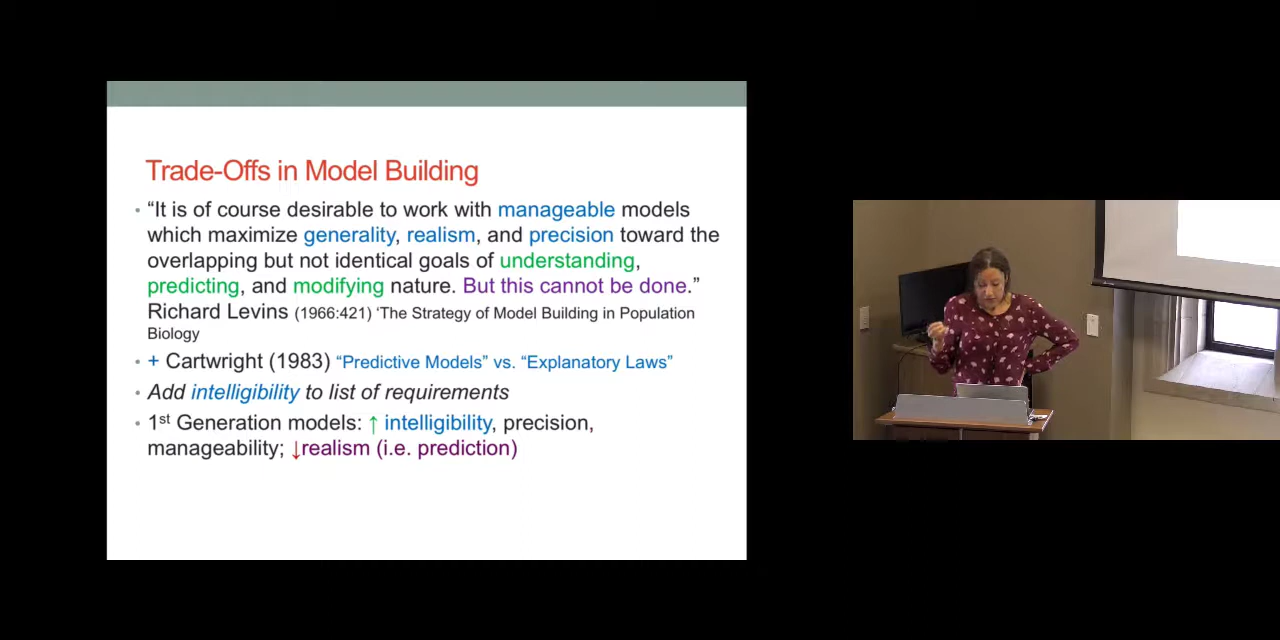 Trade-Offs in Model Building
• “It is of course desirable to work with manageable models
which maximize generality, realism, and precision toward the
overlapping but not identical goals of understanding,
predicting, and modifying nature. But this cannot be done.”
Richard Levins (1966:421) ‘The Strategy of Model Building in Population
Biology
• + Cartwright (1983) “Predictive Models” vs. “Explanatory Laws”
• Add intelligibility to list of requirements
• 1st Generation models: ↑ intelligibility, precision,
manageability; ↓realism (i.e. prediction)